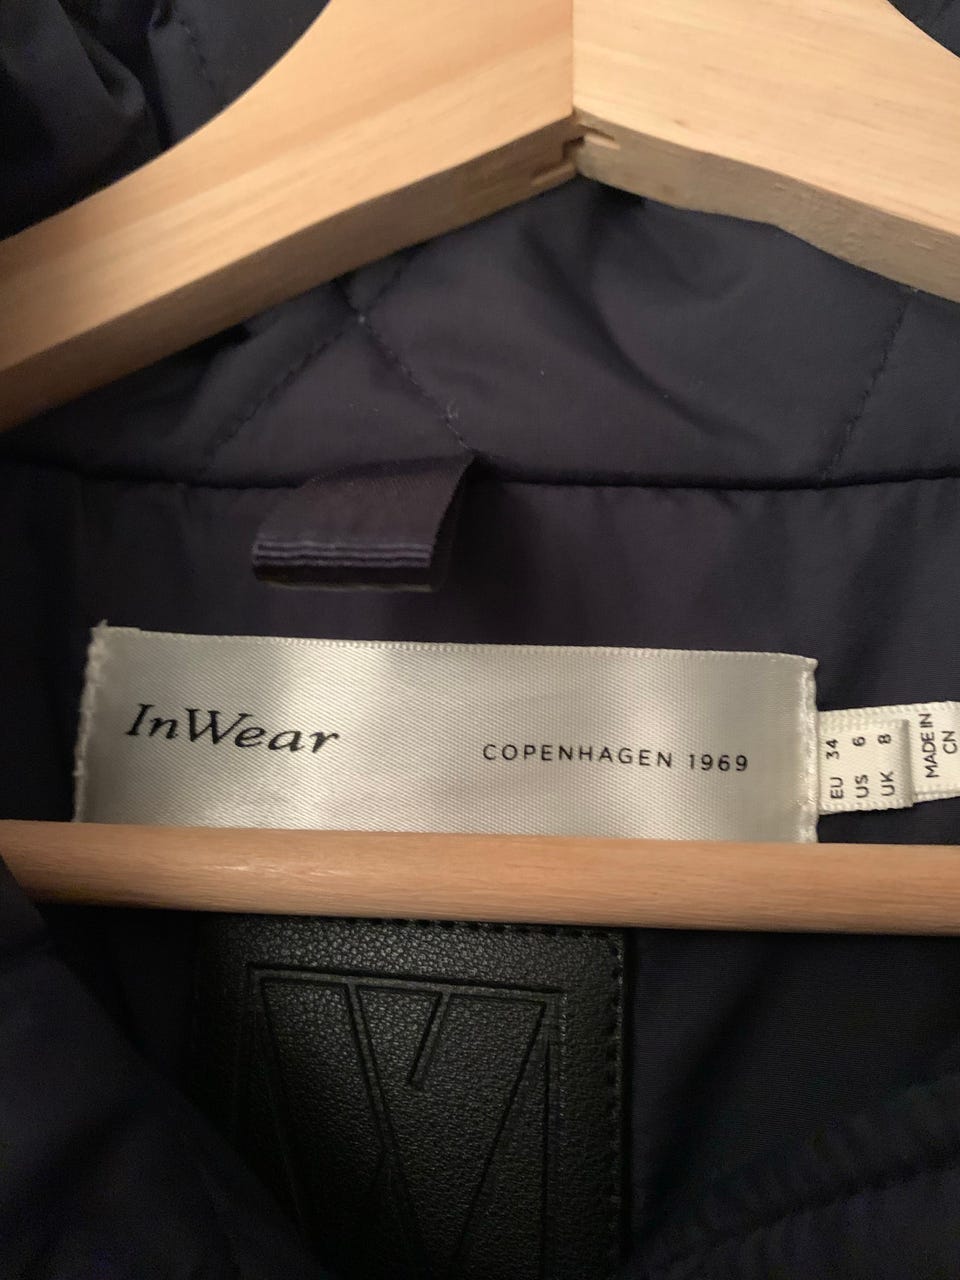 InWear
COPENHAGEN 1969
EU 34
US 6
UK 8
MADE IN
CN